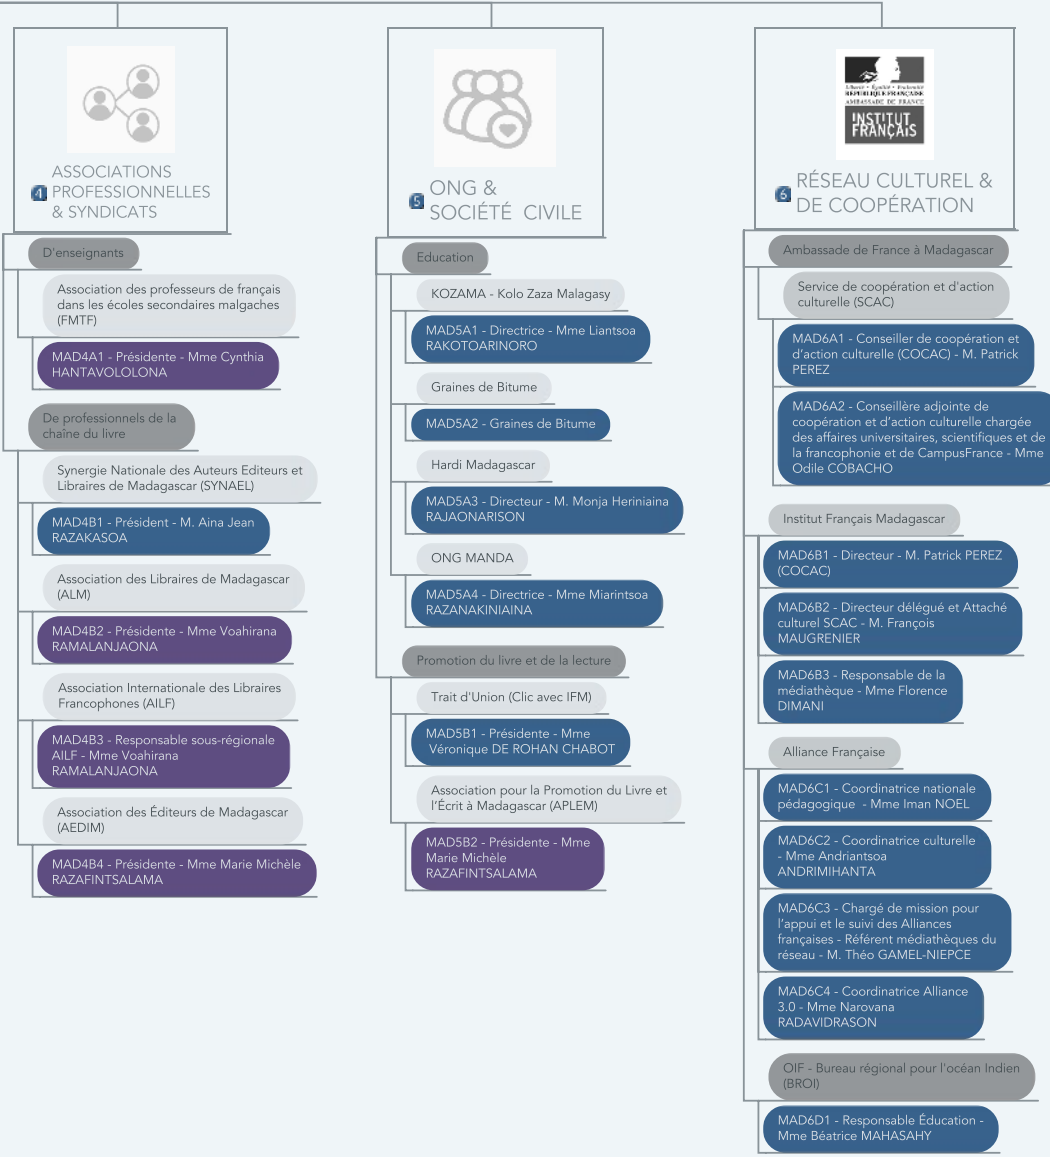 4
ASSOCIATIONS
PROFESSIONNELLES
& SYNDICATS
D'enseignants
Association des professeurs de français
dans les écoles secondaires malgaches
(FMTF)
MAD4A1 - Présidente - Mme Cynthia
HANTAVOLOLONA
De professionnels de la
chaîne du livre
Synergie Nationale des Auteurs Editeurs et
Libraires de Madagascar (SYNAEL)
MAD4B1 - Président - M. Aina Jean
RAZAKASOA
Association des Libraires de Madagascar
(ALM)
MAD4B2 - Présidente - Mme Voahirana
RAMALANJAONA
Association Internationale des Libraires
Francophones (AILF)
MAD4B3 - Responsable sous-régionale
AILF - Mme Voahirana
RAMALANJAONA
Association des Éditeurs de Madagascar
(AEDIM)
MAD4B4 - Présidente - Mme Marie Michèle
RAZAFINTSALAMA
5
ONG &
SOCIÉTÉ CIVILE
Education
KOZAMA - Kolo Zaza Malagasy
MAD5A1 - Directrice - Mme Liantsoa
RAKOTOARINORO
Graines de Bitume
MAD5A2 - Graines de Bitume
Hardi Madagascar
MAD5A3 - Directeur - M. Monja Heriniaina
RAJAONARISON
ONG MANDA
MAD5A4 - Directrice - Mme Miarintsoa
RAZANAKINIAINA
Promotion du livre et de la lecture
Trait d'Union (Clic avec IFM)
MAD5B1 - Présidente - Mme
Véronique DE ROHAN CHABOT
Association pour la Promotion du Livre et
l'Écrit à Madagascar (APLEM)
MAD5B2 - Présidente - Mme
Marie Michèle
RAZAFINTSALAMA
Liberté • Égalité • Fraternité
RÉPUBLIQUE FRANÇAISE
AMBASSADE DE FRANCE
INSTITUT
FRANÇAIS
6
RÉSEAU CULTUREL &
DE COOPÉRATION
Ambassade de France à Madagascar
Service de coopération et d'action
culturelle (SCAC)
MAD6A1 - Conseiller de coopération et
d'action culturelle (COCAC) - M. Patrick
PEREZ
MAD6A2 - Conseillère adjointe de
coopération et d'action culturelle chargée
des affaires universitaires, scientifiques et de
la francophonie et de CampusFrance - Mme
Odile COBACHO
Institut Français Madagascar
MAD6B1 - Directeur - M. Patrick PEREZ
(COCAC)
MAD6B2 - Directeur délégué et Attaché
culturel SCAC - M. François
MAUGRENIER
MAD6B3 - Responsable de la
médiathèque - Mme Florence
DIMANI
Alliance Française
MAD6C1 - Coordinatrice nationale
pédagogique - Mme Iman NOEL
MAD6C2 - Coordinatrice culturelle
- Mme Andriantsoa
ANDRIMIHANTA
MAD6C3 - Chargé de mission pour
l'appui et le suivi des Alliances
françaises - Référent médiathèques du
réseau - M. Théo GAMEL-NIEPCE
MAD6C4 - Coordinatrice Alliance
3.0 - Mme Narovana
RADAVIDRASON
OIF - Bureau régional pour l'océan Indien
(BROI)
MAD6D1 - Responsable Éducation -
Mme Béatrice MAHASAHY